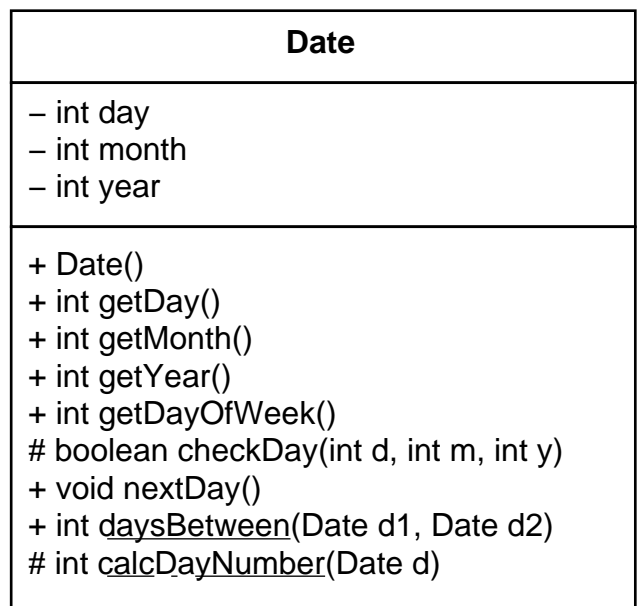 Date
– int day
– int month
– int year
+ Date()
+ int getDay()
+ int getMonth()
+ int getYear()
+ int getDayOfWeek()
# boolean checkDay(int d, int m, int y)
+ void nextDay()
+ int daysBetween(Date d1, Date d2)
# int calcDayNumber(Date d)